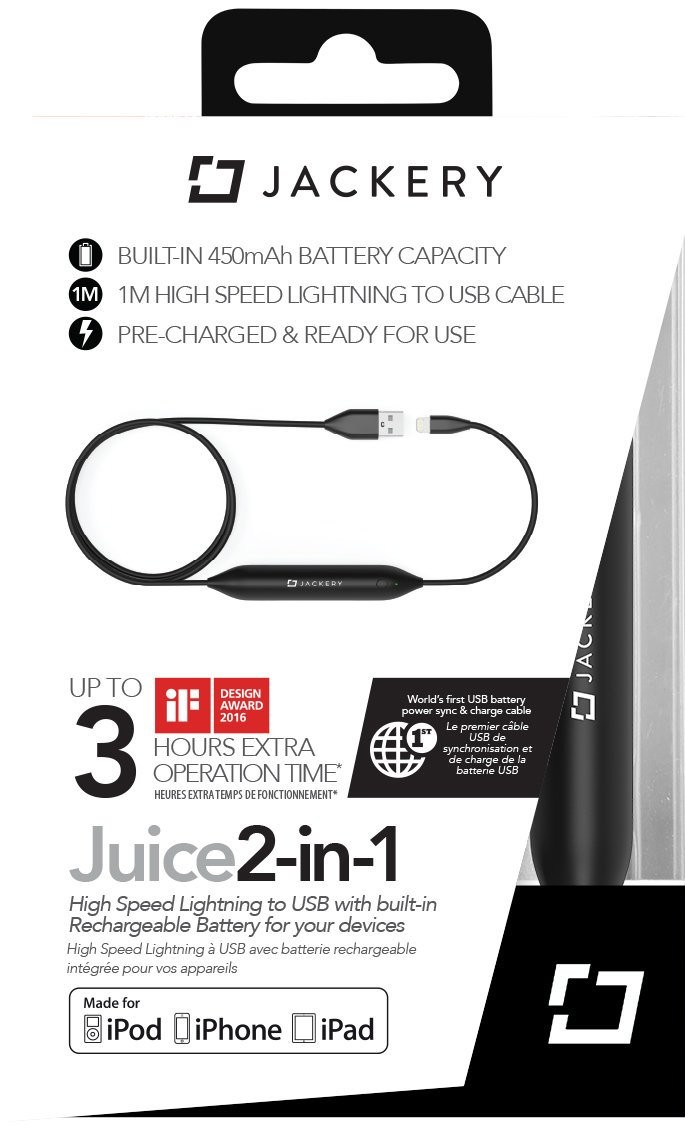 JACKERY
BUILT-IN 450mAh BATTERY CAPACITY
1M
1M HIGH SPEED LIGHTNING TO USB CABLE
PRE-CHARGED & READY FOR USE
JACKERY
UP TO
3
HOURS EXTRA
OPERATION TIME*
HEURES EXTRA TEMPS DE FONCTIONNEMENT*
iF
DESIGN
AWARD
2016
World's first USB battery
power sync & charge cable
1ST
Le premier câble
USB de
synchronisation et
de charge de la
batterie USB
JACKE
Juice2-in-1
High Speed Lightning to USB with built-in
Rechargeable Battery for your devices
High Speed Lightning à USB avec batterie rechargeable
intégrée pour vos appareils
Made for
iPod iPhone iPad